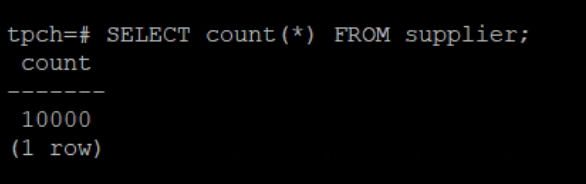 tpch=# SELECT count(*) FROM supplier;
count
-------
10000
(1 row)